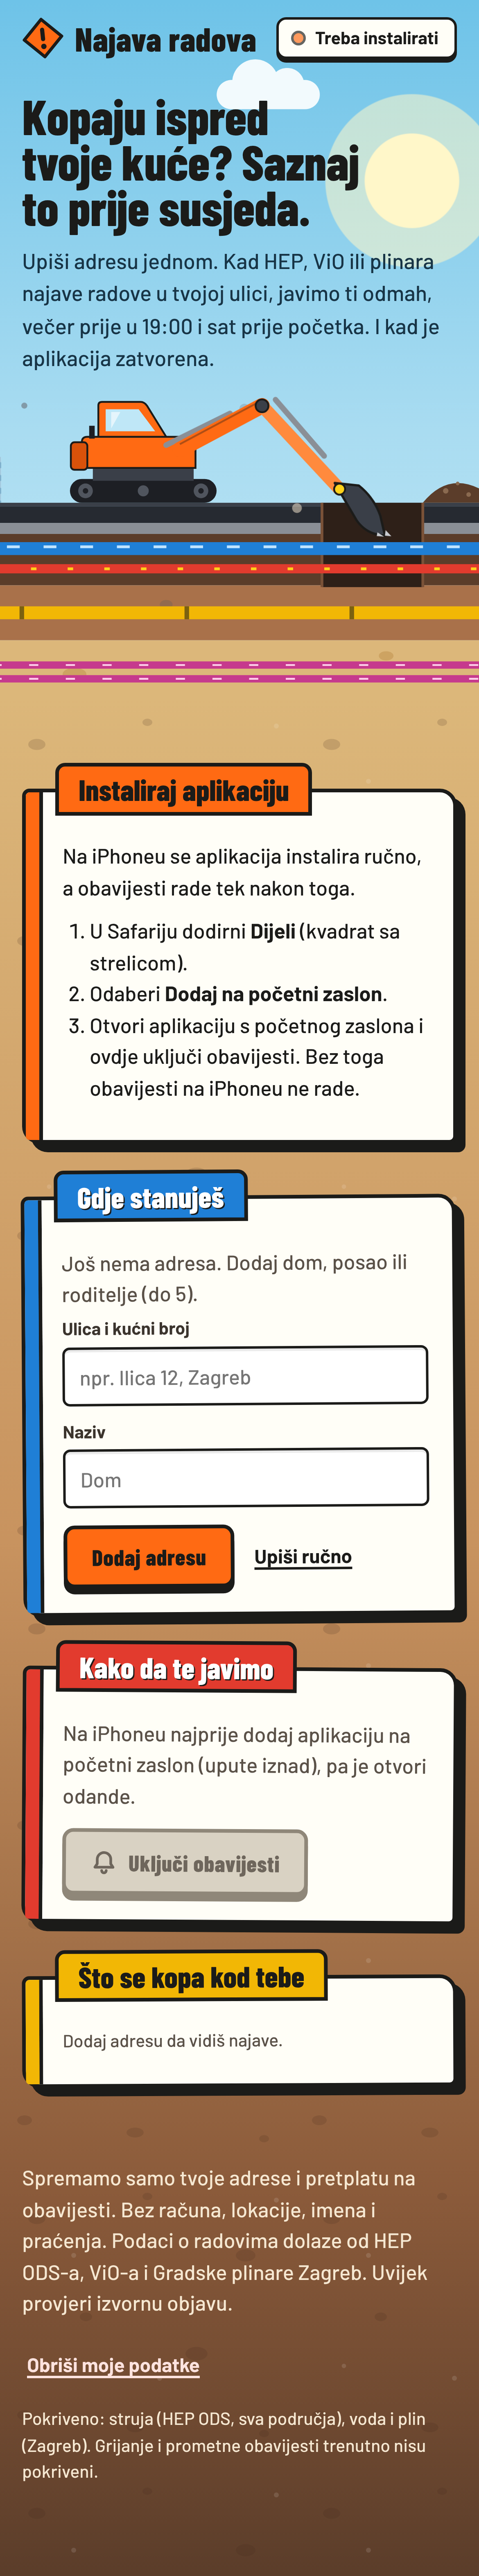 Najava radova
Treba instalirati
Kopaju ispred
tvoje kuće? Saznaj
to prije susjeda.
Upiši adresu jednom. Kad HEP, ViO ili plinara
najave radove u tvojoj ulici, javimo ti odmah,
večer prije u 19:00 i sat prije početka. I kad je
aplikacija zatvorena.
Instaliraj aplikaciju
Na iPhoneu se aplikacija instalira ručno,
a obavijesti rade tek nakon toga.
1. U Safariju dodirni Dijeli (kvadrat sa
strelicom).
2. Odaberi Dodaj na početni zaslon.
3. Otvori aplikaciju s početnog zaslona i
ovdje uključi obavijesti. Bez toga
obavijesti na iPhoneu ne rade.
Gdje stanuješ
Još nema adresa. Dodaj dom, posao ili
roditelje (do 5).
Ulica i kućni broj
npr. Ilica 12, Zagreb
Naziv
Dom
Dodaj adresu
Upiši ručno
Kako da te javimo
Na iPhoneu najprije dodaj aplikaciju na
početni zaslon (upute iznad), pa je otvori
odande.
Uključi obavijesti
Što se kopa kod tebe
Dodaj adresu da vidiš najave.
Spremamo samo tvoje adrese i pretplatu na
obavijesti. Bez računa, lokacije, imena i
praćenja. Podaci o radovima dolaze od HEP
ODS-a, ViO-a i Gradske plinare Zagreb. Uvijek
provjeri izvornu objavu.
Obriši moje podatke
Pokriveno: struja (HEP ODS, sva područja), voda i plin
(Zagreb). Grijanje i prometne obavijesti trenutno nisu
pokriveni.